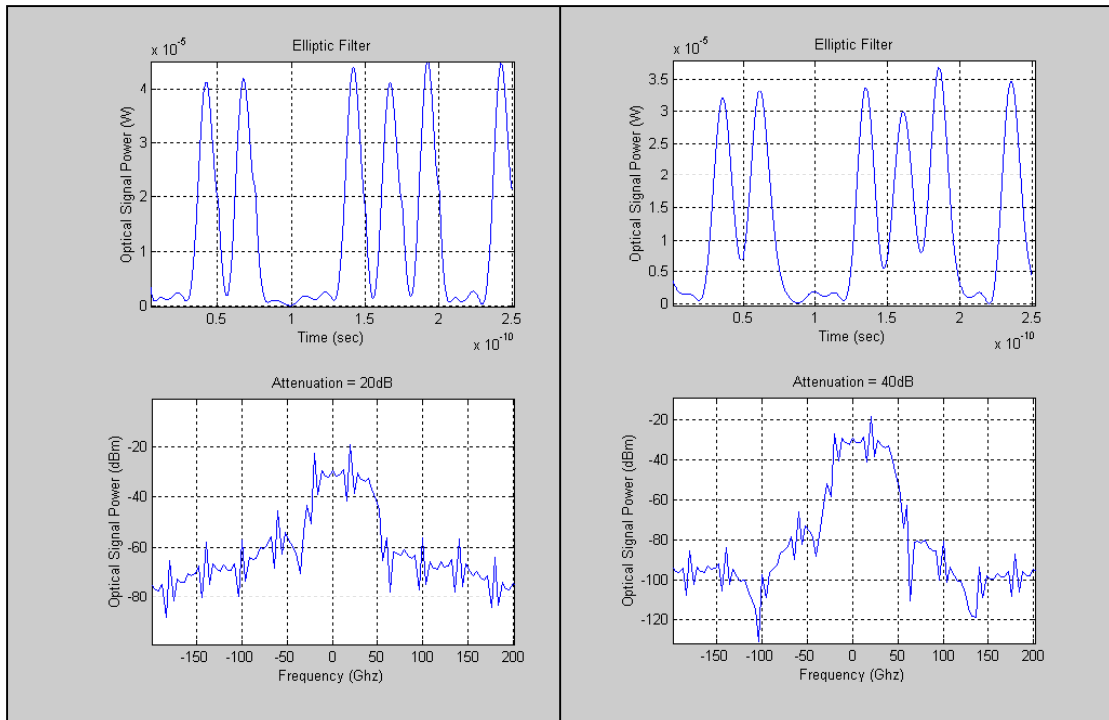 x 10-5
Elliptic Filter
4
3
2
1
0
Optical Signal Power (W)
0.5 1 1.5 2 2.5
Time (sec)
x 10-10
Attenuation = 20dB
-20
-40
-60
-80
Optical Signal Power (dBm)
-150 -100 -50 0 50 100 150 200
Frequency (Ghz)
x 10-5
Elliptic Filter
3.5
3
2.5
2
1.5
1
0.5
0
Optical Signal Power (W)
0.5 1 1.5 2 2.5
Time (sec)
x 10-10
Attenuation = 40dB
-20
-40
-60
-80
-100
-120
Optical Signal Power (dBm)
-150 -100 -50 0 50 100 150 200
Frequency (Ghz)